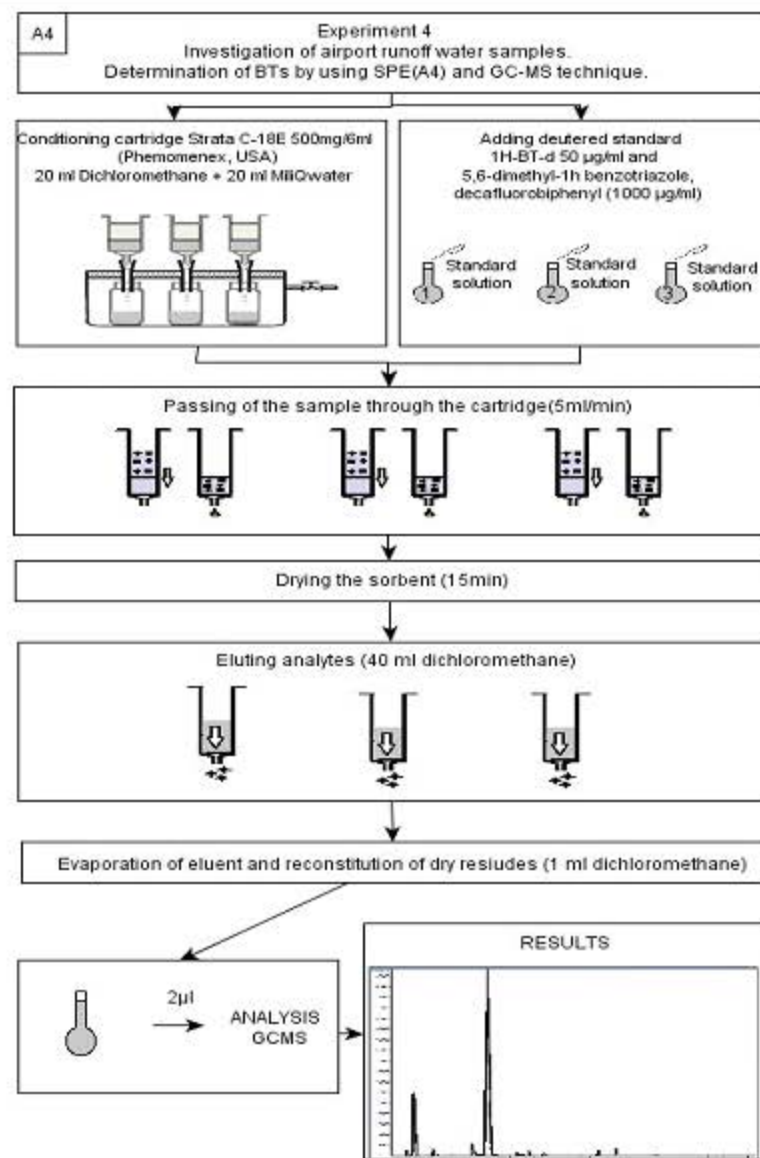 A4
Experiment 4
Investigation of airport runoff water samples.
Determination of BTs by using SPE(A4) and GC-MS technique.
Conditioning cartridge Strata C-18E 500mg/6ml
(Phemomenex, USA)
20 ml Dichloromethane + 20 ml MiliQwater
Adding deutered standard
1H-BT-d 50 µg/ml and
5,6-dimethyl-1h benzotriazole,
decafluorobiphenyl (1000 µg/ml)
1
Standard
solution
2
Standard
solution
3
Standard
solution
Passing of the sample through the cartridge(5ml/min)
Drying the sorbent (15min)
Eluting analytes (40 ml dichloromethane)
Evaporation of eluent and reconstitution of dry resiudes (1 ml dichloromethane)
2µl
ANALYSIS
GCMS
RESULTS